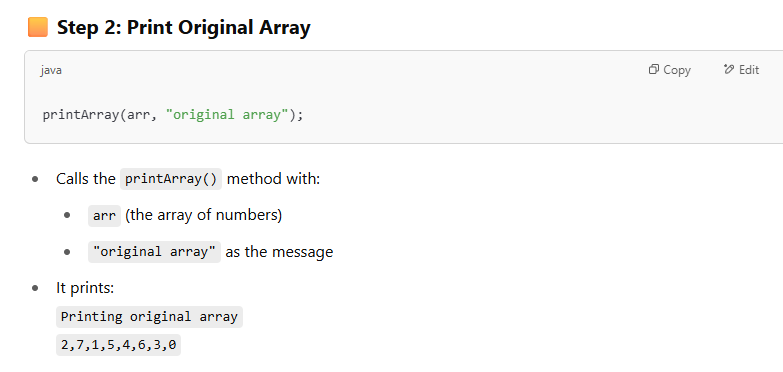 Step 2: Print Original Array
java
Copy
Edit
printArray(arr, "original array");
Calls the printArray() method with:
arr (the array of numbers)
"original array" as the message
It prints:
Printing original array
2,7,1,5,4,6,3,0